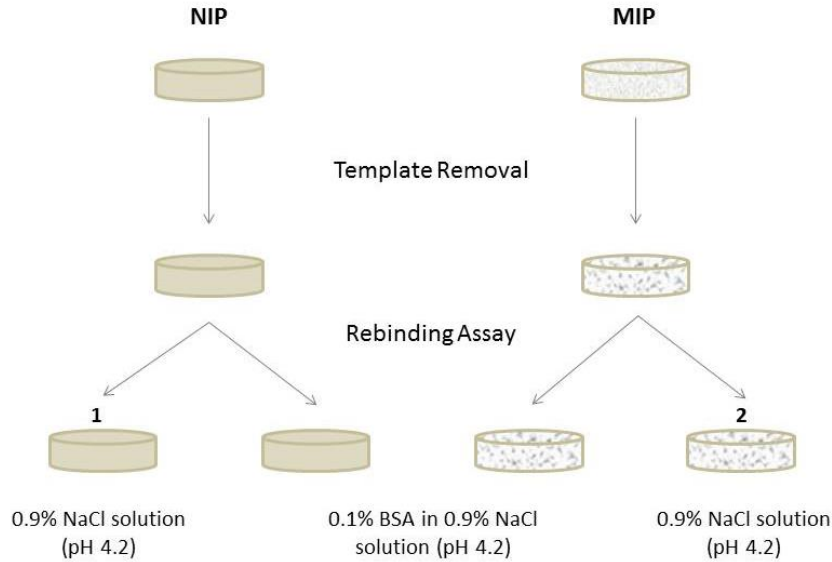 NIP
MIP
Template Removal
Rebinding Assay
1
2
0.9% NaCl solution
(pH 4.2)
0.1% BSA in 0.9% NaCl
solution (pH 4.2)
0.9% NaCl solution
(pH 4.2)